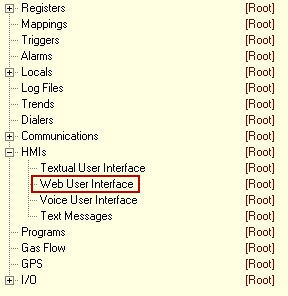 Registers [Root]
Mappings [Root]
Triggers [Root]
Alarms [Root]
Locals [Root]
Log Files [Root]
Trends [Root]
Dialers [Root]
Communications [Root]
HMIs [Root]
Textual User Interface [Root]
Web User Interface [Root]
Voice User Interface [Root]
Text Messages [Root]
Programs [Root]
Gas Flow [Root]
GPS [Root]
I/O [Root]